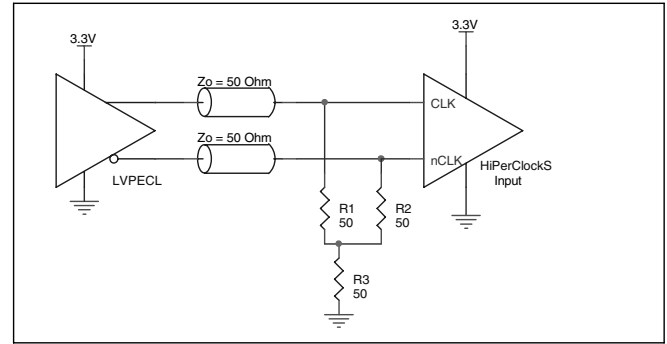 3.3V
3.3V
Zo = 50 Ohm
CLK
Zo = 50 Ohm
nCLK
HiPerClockS
Input
LVPECL
R1
50
R2
50
R3
50